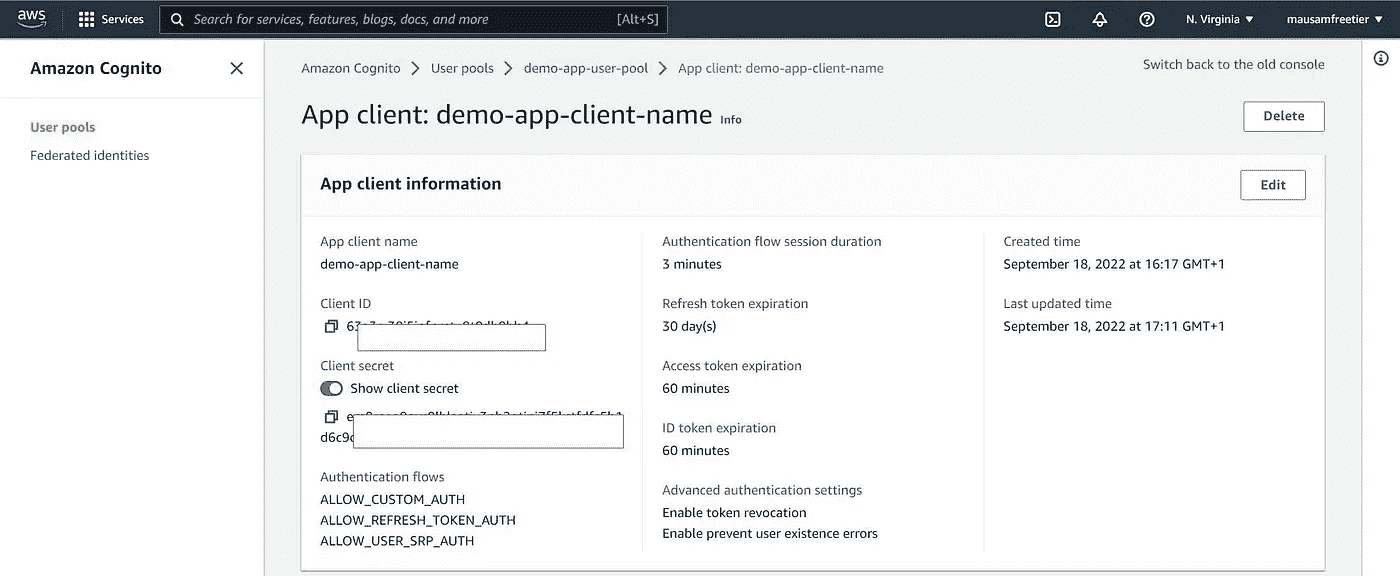 aws
Services
Search for services, features, blogs, docs, and more
[Alt+S]
N. Virginia ▼
mausamfreetier ▼
Amazon Cognito
User pools
Federated identities
Amazon Cognito > User pools > demo-app-user-pool > App client: demo-app-client-name
Switch back to the old console
App client: demo-app-client-name Info
Delete
App client information
Edit
App client name
demo-app-client-name
Client ID
Client secret
Show client secret
Authentication flows
ALLOW_CUSTOM_AUTH
ALLOW_REFRESH_TOKEN_AUTH
ALLOW_USER_SRP_AUTH
Authentication flow session duration
3 minutes
Refresh token expiration
30 day(s)
Access token expiration
60 minutes
ID token expiration
60 minutes
Advanced authentication settings
Enable token revocation
Enable prevent user existence errors
Created time
September 18, 2022 at 16:17 GMT+1
Last updated time
September 18, 2022 at 17:11 GMT+1